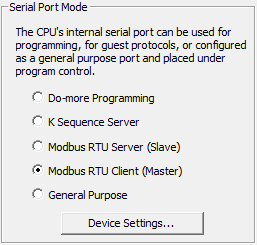 Serial Port Mode
The CPU's internal serial port can be used for
programming, for guest protocols, or configured
as a general purpose port and placed under
program control.
Do-more Programming
K Sequence Server
Modbus RTU Server (Slave)
Modbus RTU Client (Master)
General Purpose
Device Settings...